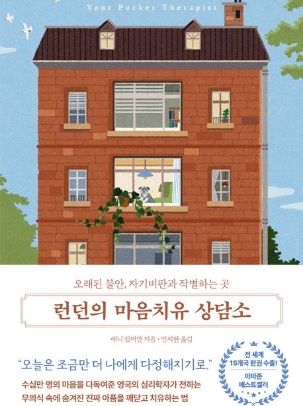 Your Pocket Therapist
오래된 불안, 자기비판과 작별하는 곳
런던의 마음치유 상담소
애니 짐머만 지음·민지현 옮김
"오늘은 조금만 더 나에게 다정해지기로."
수십만 명의 마음을 다독여준 영국의 심리학자가 전하는
무의식 속에 숨겨진 진짜 아픔을 깨닫고 치유하는 법
전 세계
15개국 판권 수출!
아마존
베스트셀러